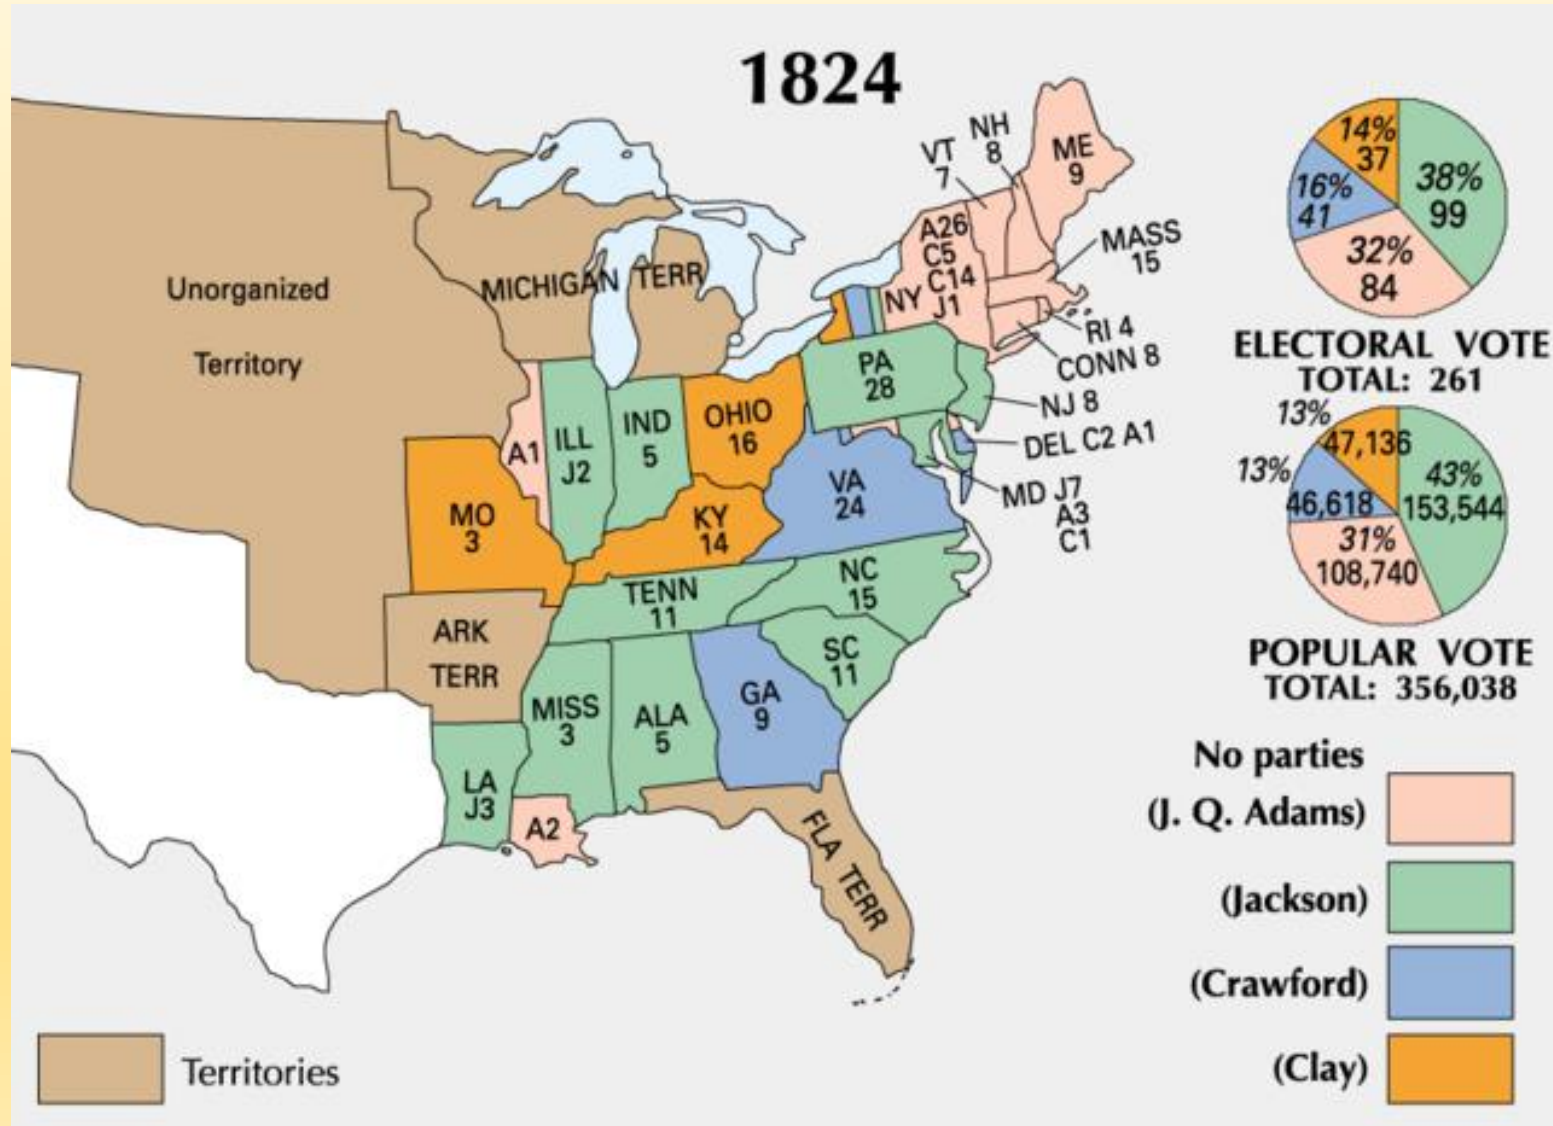 1824
Unorganized
Territory
MICHIGAN TERR
VT
7
NH
8
ME
9
A26
C5
C14
NY J1
MASS
15
RI 4
CONN 8
PA
28
NJ 8
DEL C2 A1
MD J7
A3
C1
A1
ILL
J2
IND
5
OHIO
16
MO
3
KY
14
VA
24
TENN
11
NC
15
ARK
TERR
MISS
3
ALA
5
GA
9
SC
11
LA
J3
A2
FLA TERR
Territories
14%
37
38%
99
16%
41
32%
84
ELECTORAL VOTE
TOTAL: 261
13%
47,136
43%
153,544
13%
46,618
31%
108,740
POPULAR VOTE
TOTAL: 356,038
No parties
(J. Q. Adams)
(Jackson)
(Crawford)
(Clay)